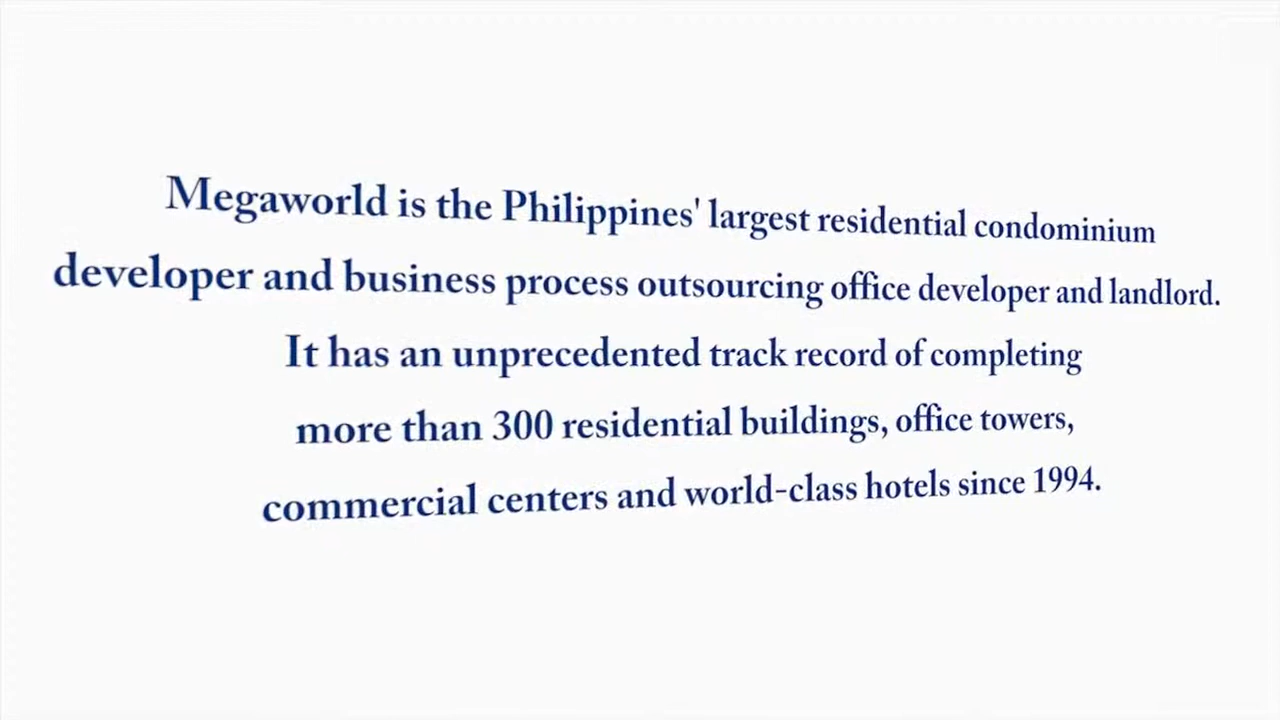 Megaworld is the Philippines' largest residential condominium
developer and business process outsourcing office developer and landlord.
It has an unprecedented track record of completing
more than 300 residential buildings, office towers,
commercial centers and world-class hotels since 1994.